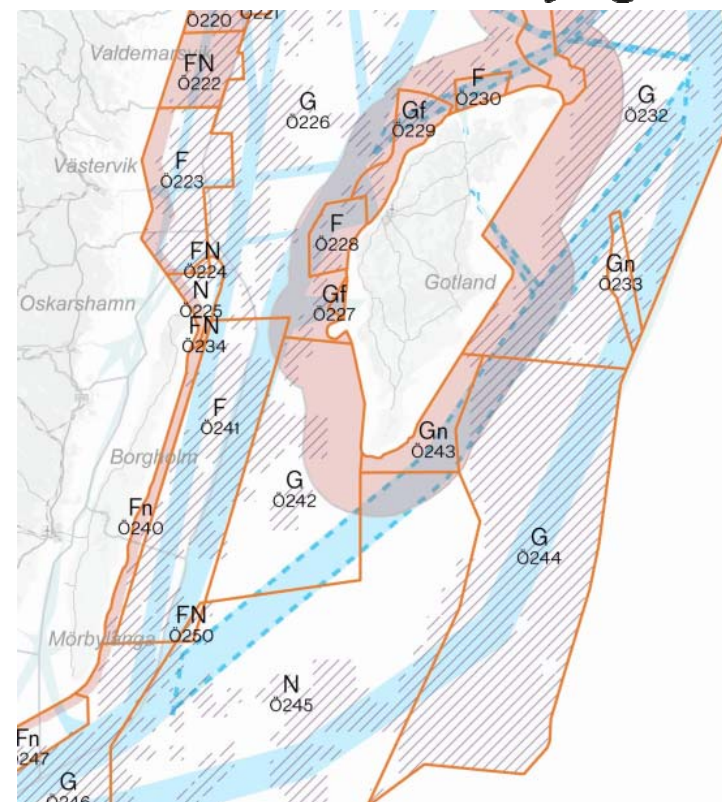 Ö220
Ö221
Valdemarsvik
FN
Ö222
G
Ö226
F
Ö230
Gf
Ö229
G
Ö232
Västervik
F
Ö223
F
Ö228
FN
Ö224
Gn
Ö233
Gotland
Oskarshamn
N
Ö225
Gf
Ö227
FN
Ö234
F
Ö241
Gn
Ö243
Borgholm
G
Ö242
Fn
Ö240
G
Ö244
FN
Ö250
Mörbylånga
N
Ö245
Fn
Ö247
G
Ö246